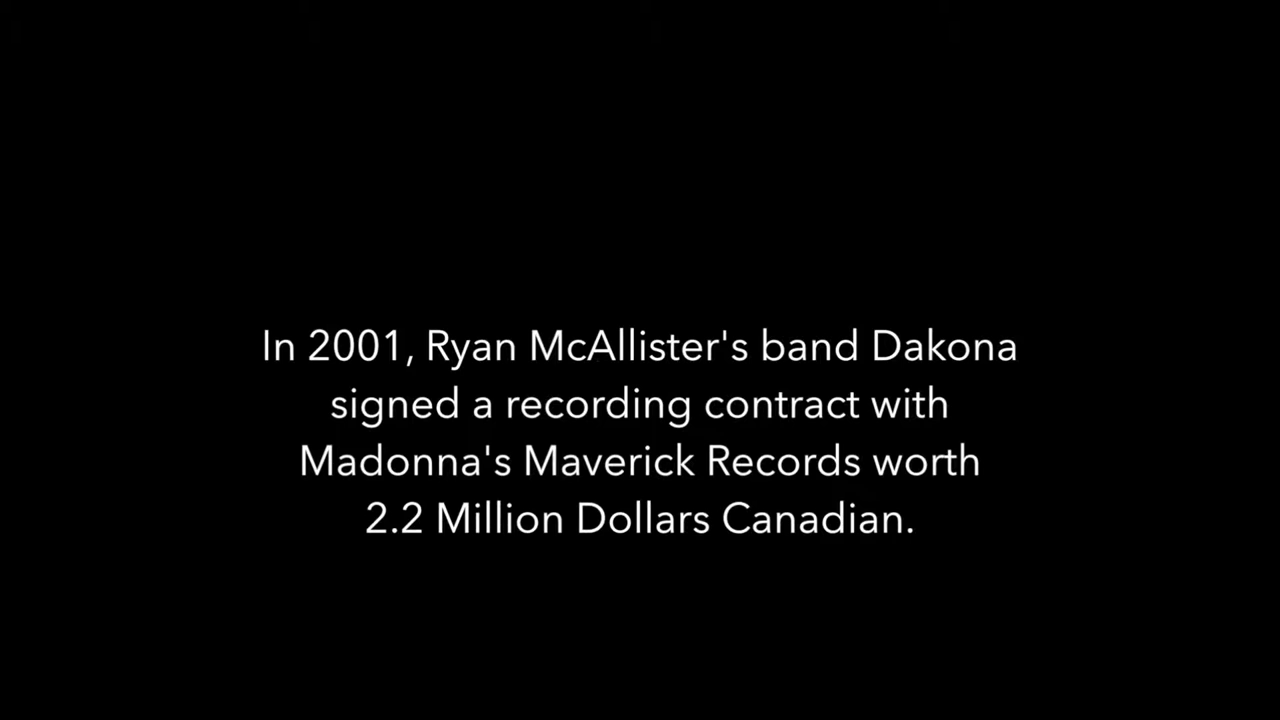 In 2001, Ryan McAllister's band Dakona
signed a recording contract with
Madonna's Maverick Records worth
2.2 Million Dollars Canadian.